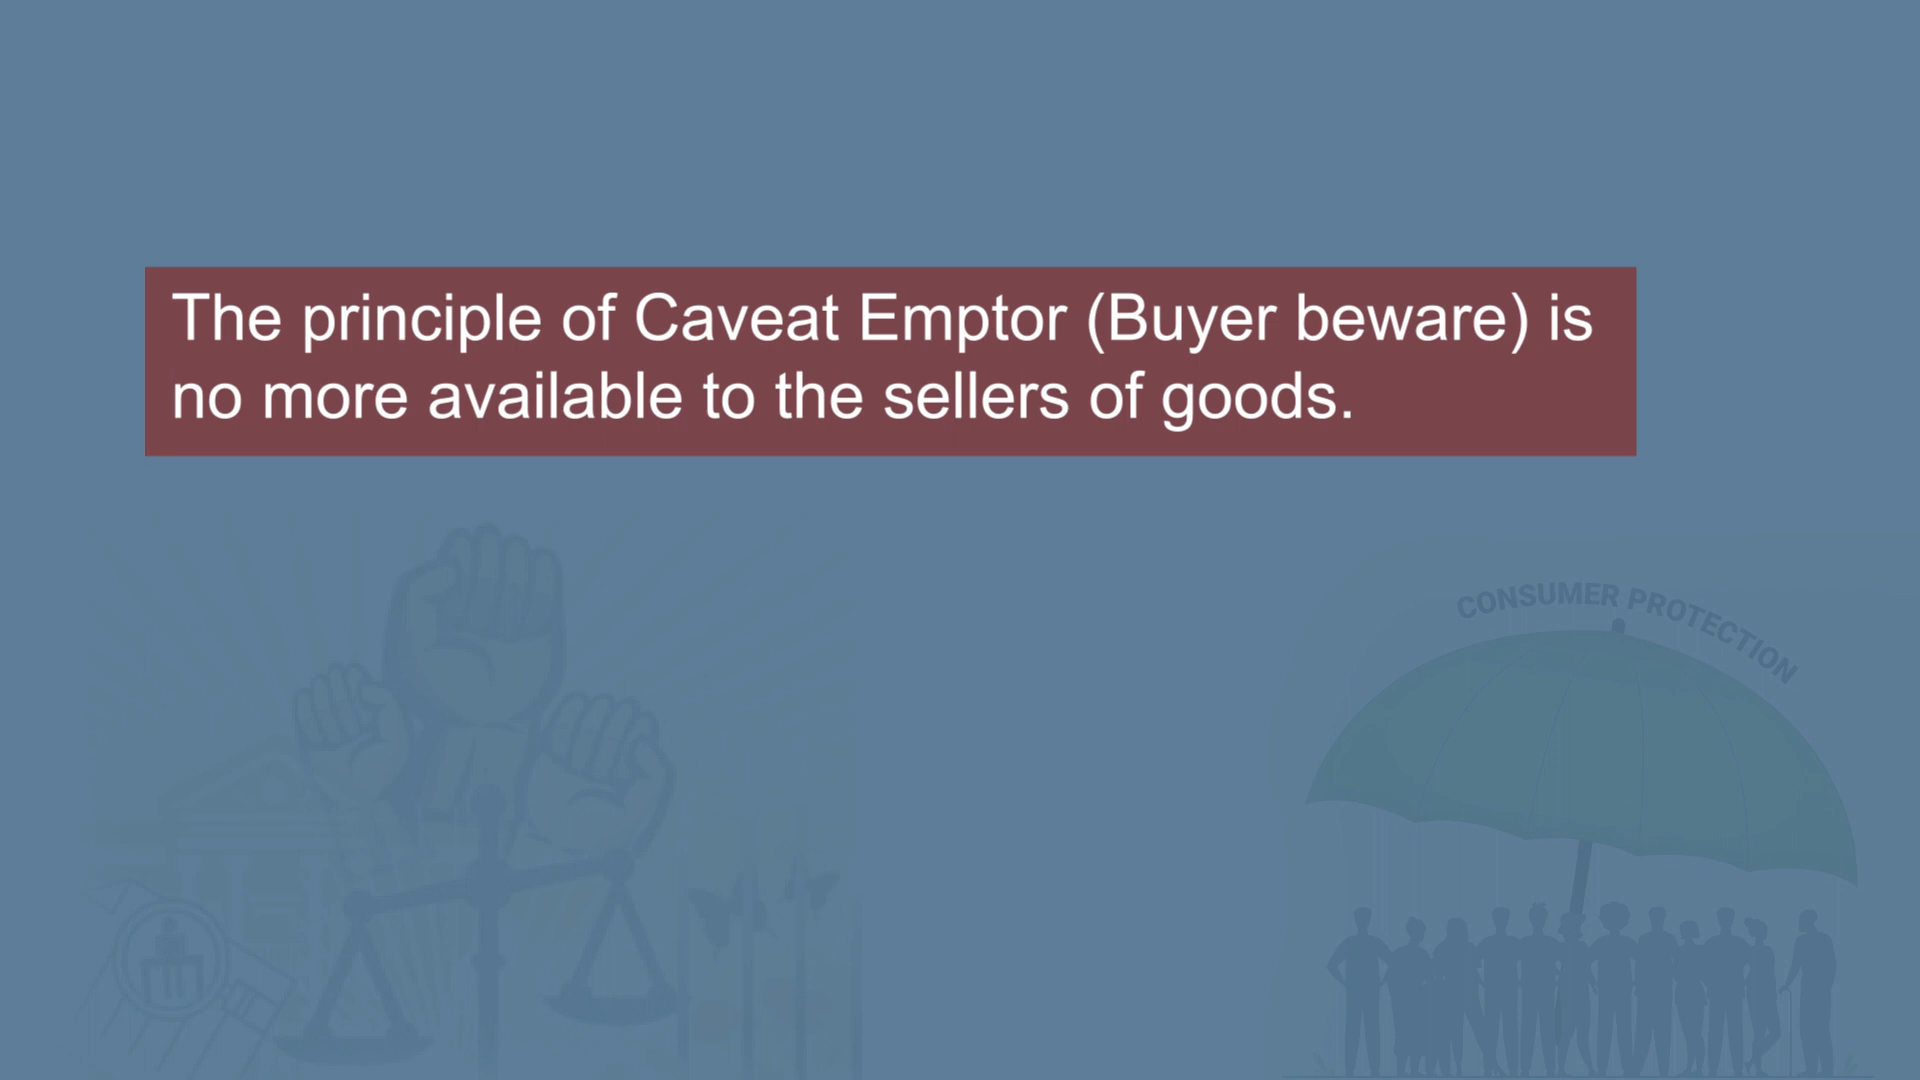 The principle of Caveat Emptor (Buyer beware) is
no more available to the sellers of goods.
CONSUMER PROTECTION